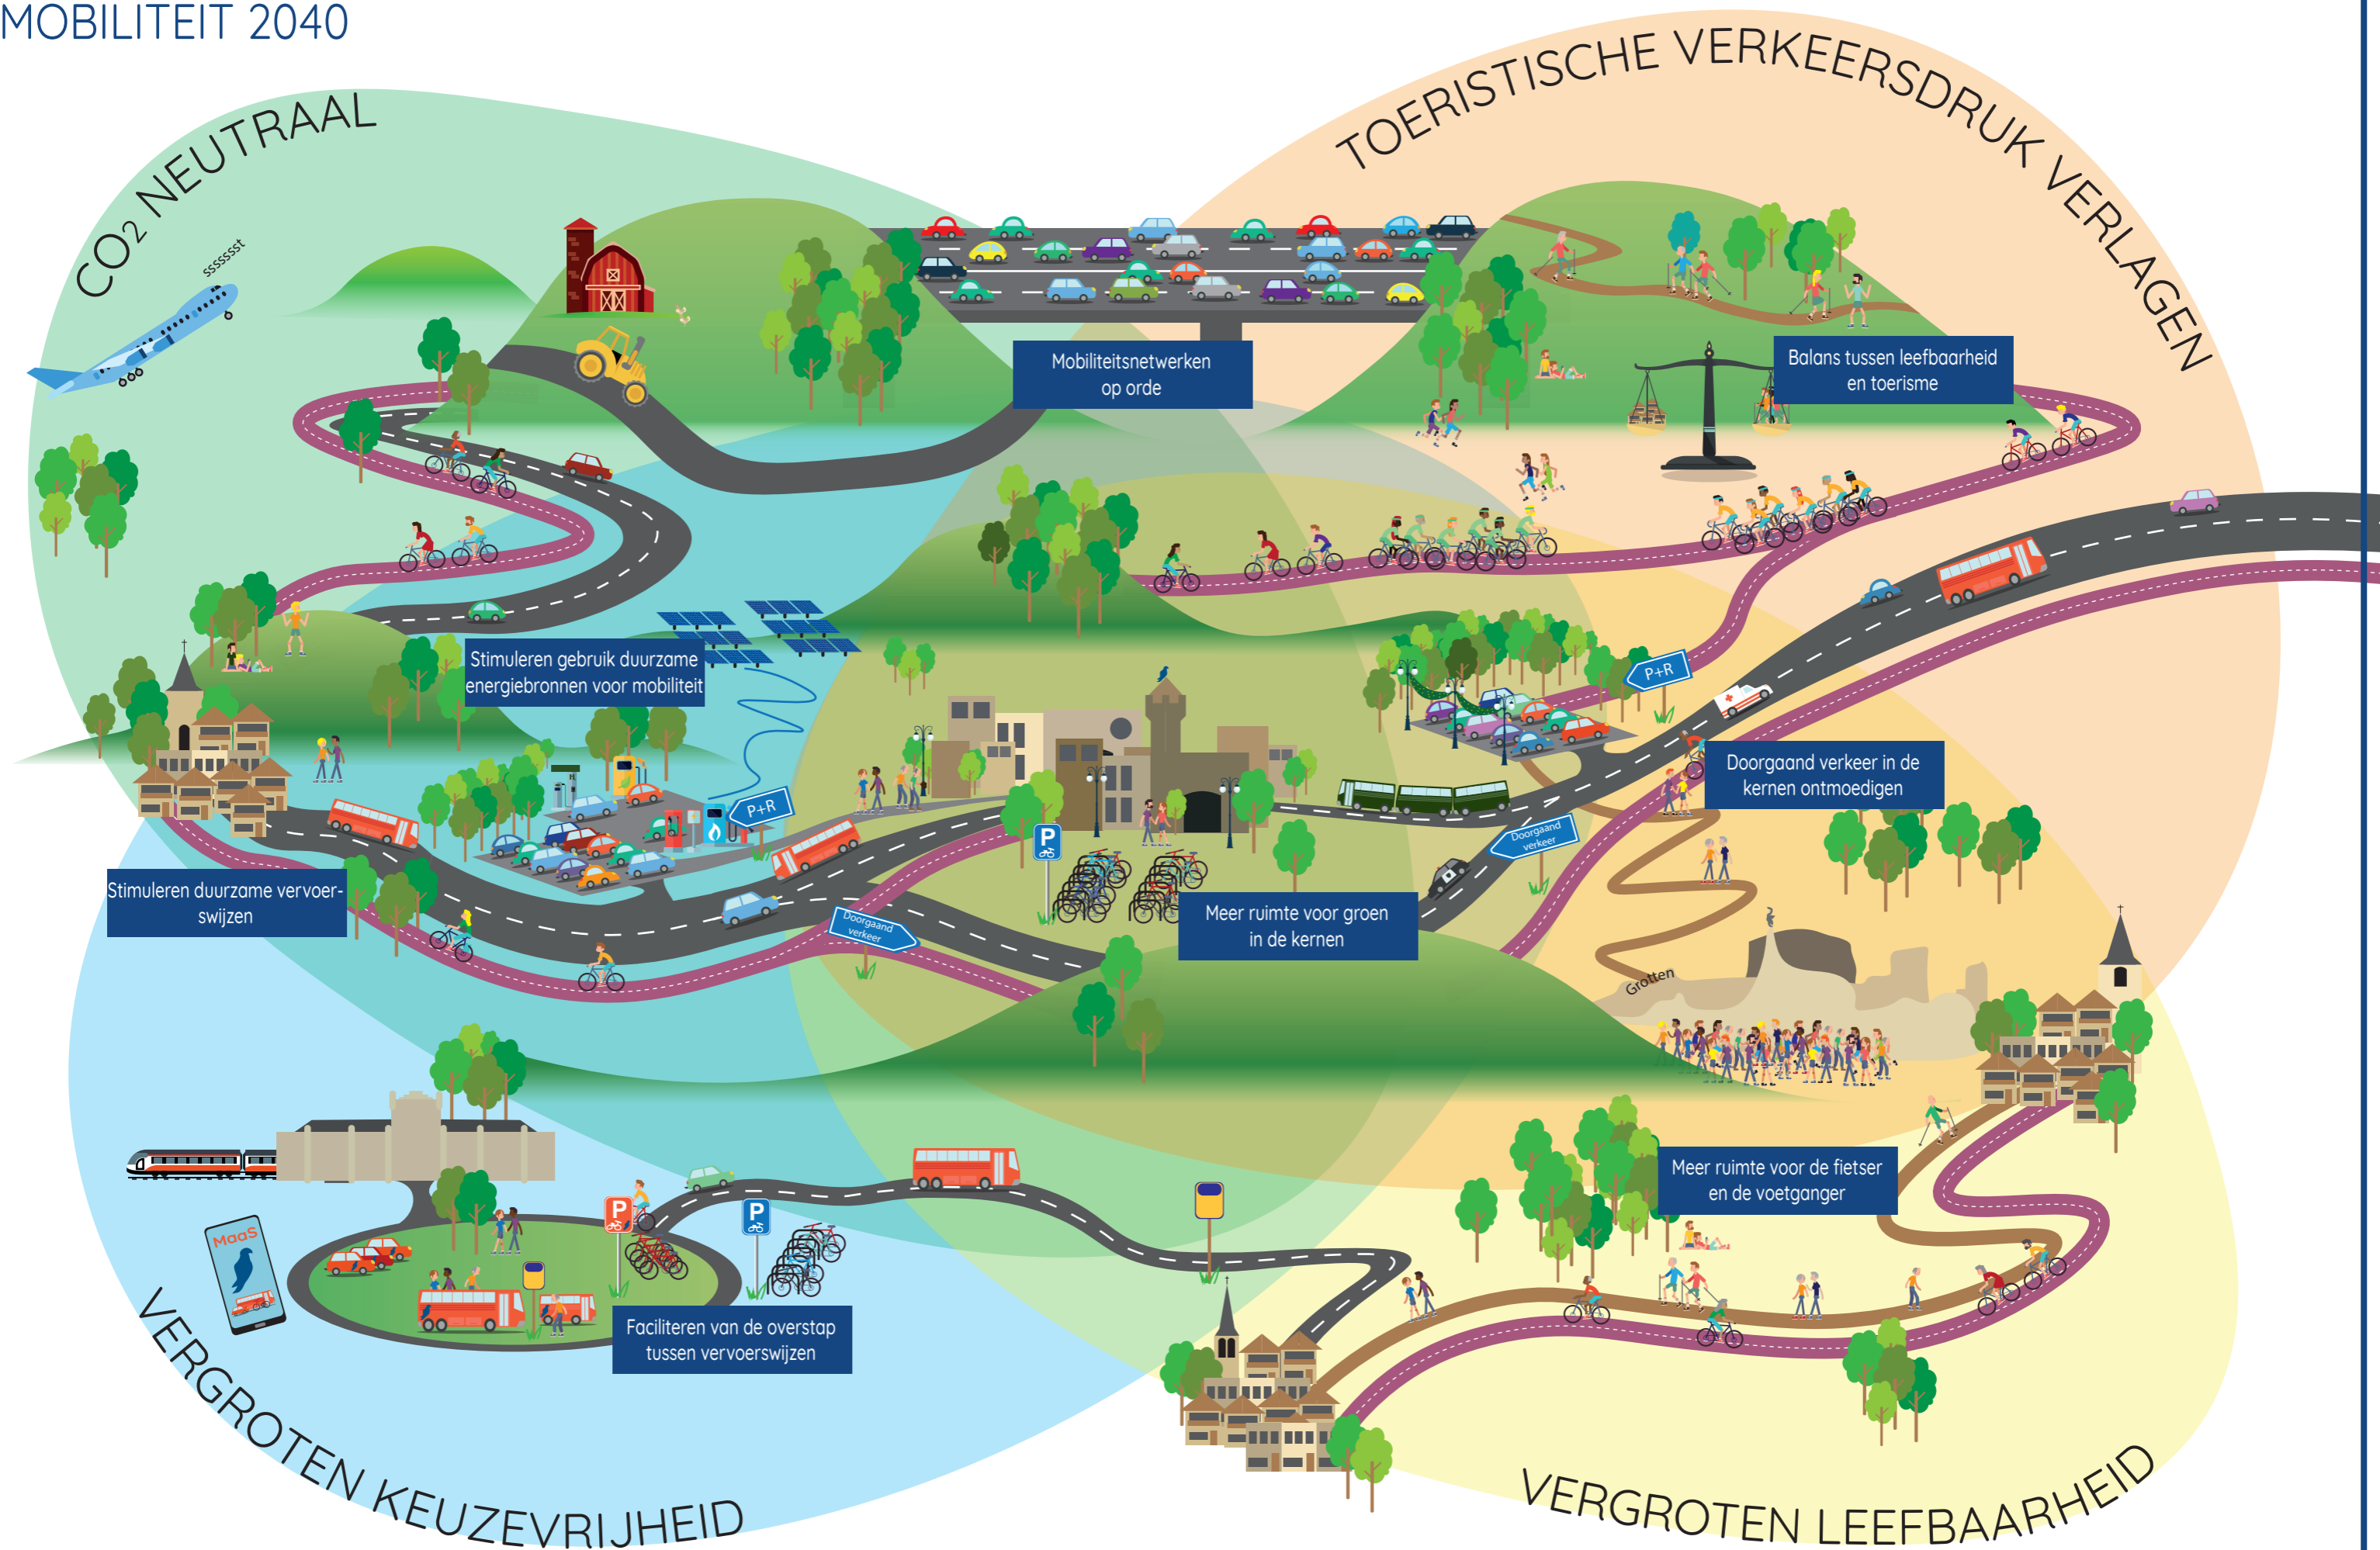 MOBILITEIT 2040
CO2 NEUTRAAL
TOERISTISCHE VERKEERSDRUK VERLAGEN
ssssssst
Mobiliteitsnetwerken
op orde
Balans tussen leefbaarheid
en toerisme
Stimuleren gebruik duurzame
energiebronnen voor mobiliteit
P+R
P+R
Doorgaand verkeer in de
kernen ontmoedigen
Doorgaand
verkeer
P
Stimuleren duurzame vervoer-
swijzen
Meer ruimte voor groen
in de kernen
Doorgaand
verkeer
Grotten
Meer ruimte voor de fietser
en de voetganger
MaaS
P
P
Faciliteren van de overstap
tussen vervoerswijzen
VERGROTEN KEUZEVRIJHEID
VERGROTEN LEEFBAARHEID